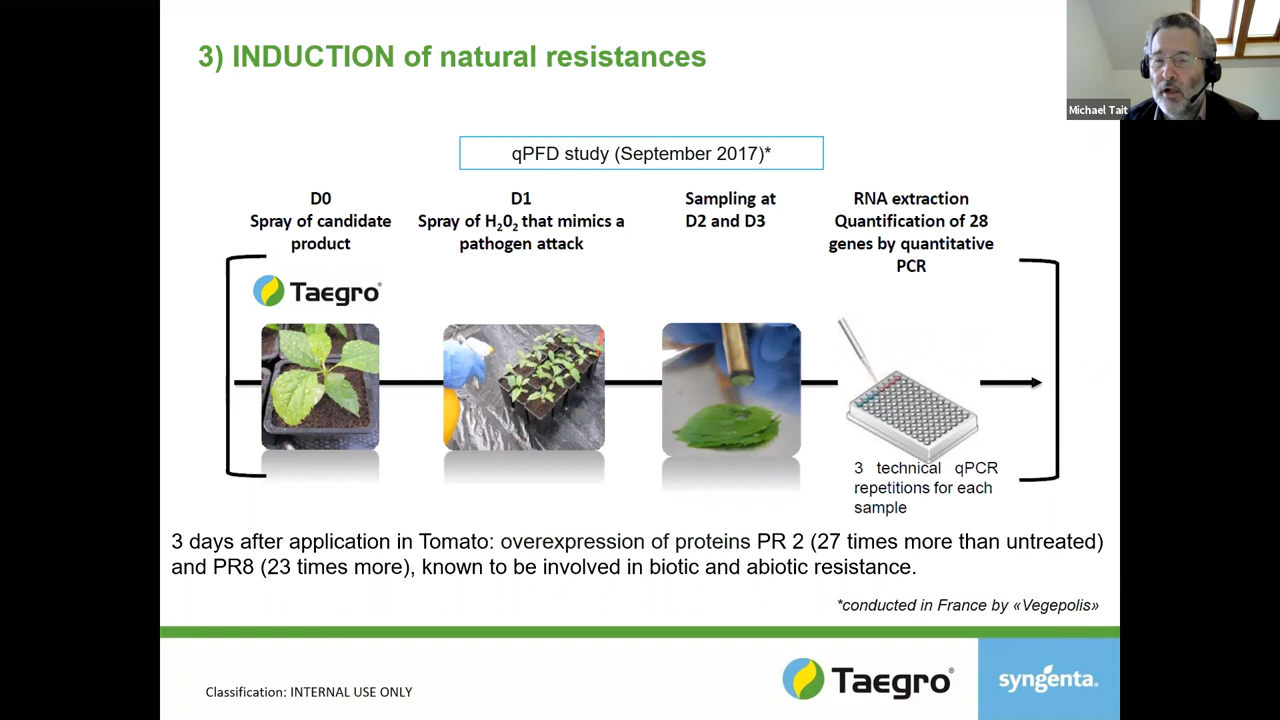 3) INDUCTION of natural resistances
Michael Tait
qPFD study (September 2017)*
D0
Spray of candidate
product
D1
Spray of H₂0₂ that mimics a
pathogen attack
Sampling at
D2 and D3
RNA extraction
Quantification of 28
genes by quantitative
PCR
Taegro®
3 technical qPCR
repetitions for each
sample
3 days after application in Tomato: overexpression of proteins PR 2 (27 times more than untreated)
and PR8 (23 times more), known to be involved in biotic and abiotic resistance.
*conducted in France by «Vegepolis»
Classification: INTERNAL USE ONLY
Taegro®
syngenta.